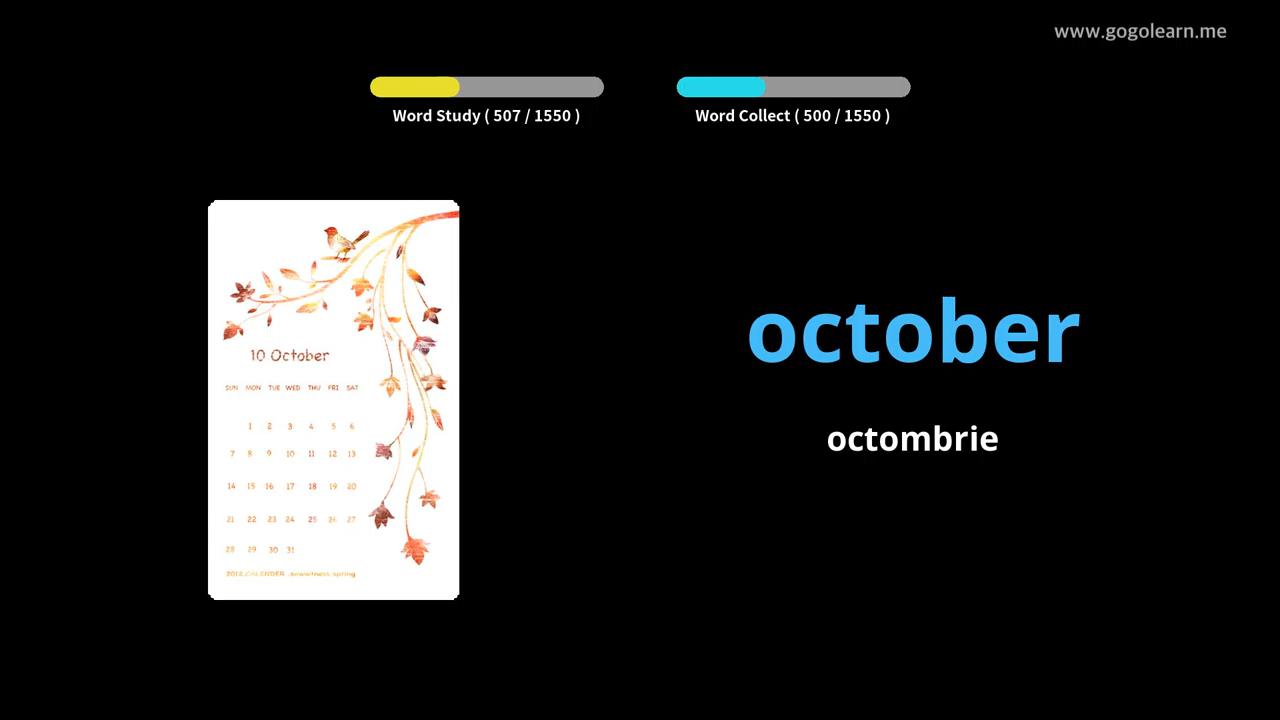 www.gogolearn.me
Word Study ( 507 / 1550 )
Word Collect ( 500 / 1550 )
10 October
SUN MON TUE WED THU FRI SAT
1 2 3 4 5 6
7 8 9 10 11 12 13
14 15 16 17 18 19 20
21 22 23 24 25 26 27
28 29 30 31
2012 CALENDER
october
octombrie